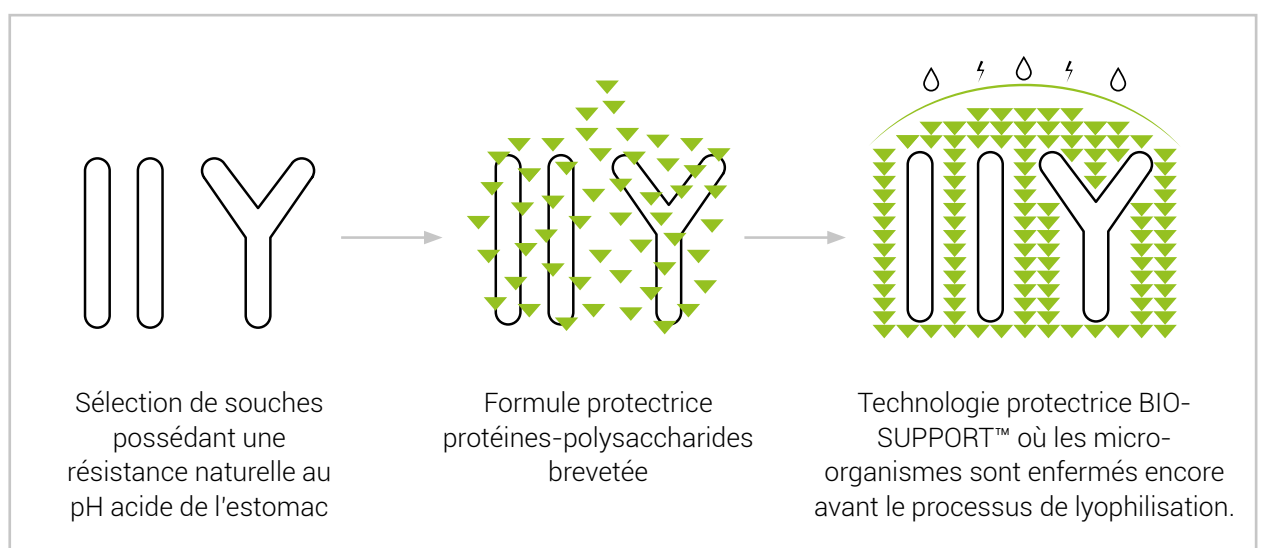 Sélection de souches
possédant une
résistance naturelle au
pH acide de l'estomac
Formule protectrice
protéines-polysaccharides
brevetée
Technologie protectrice BIO-
SUPPORT™ où les micro-
organismes sont enfermés encore
avant le processus de lyophilisation.